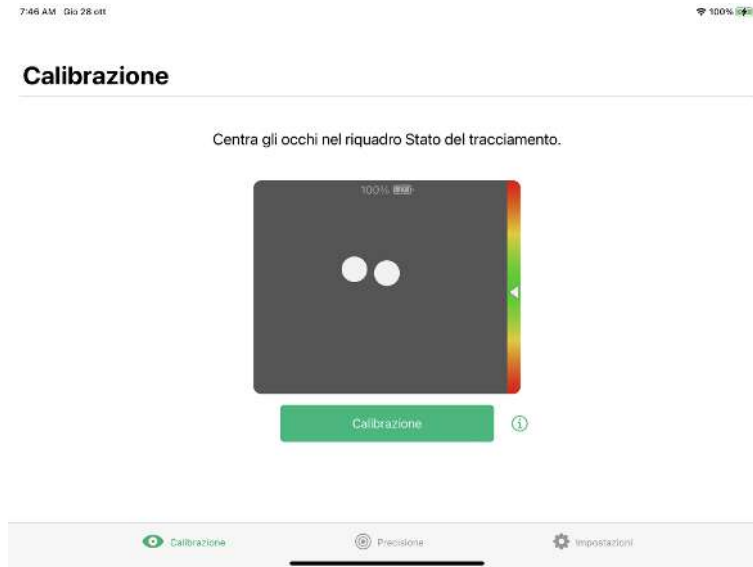 7:46 AM Gio 28 ott
100%
Calibrazione
Centra gli occhi nel riquadro Stato del tracciamento.
100%
Calibrazione
Calibrazione
Precisione
Impostazioni